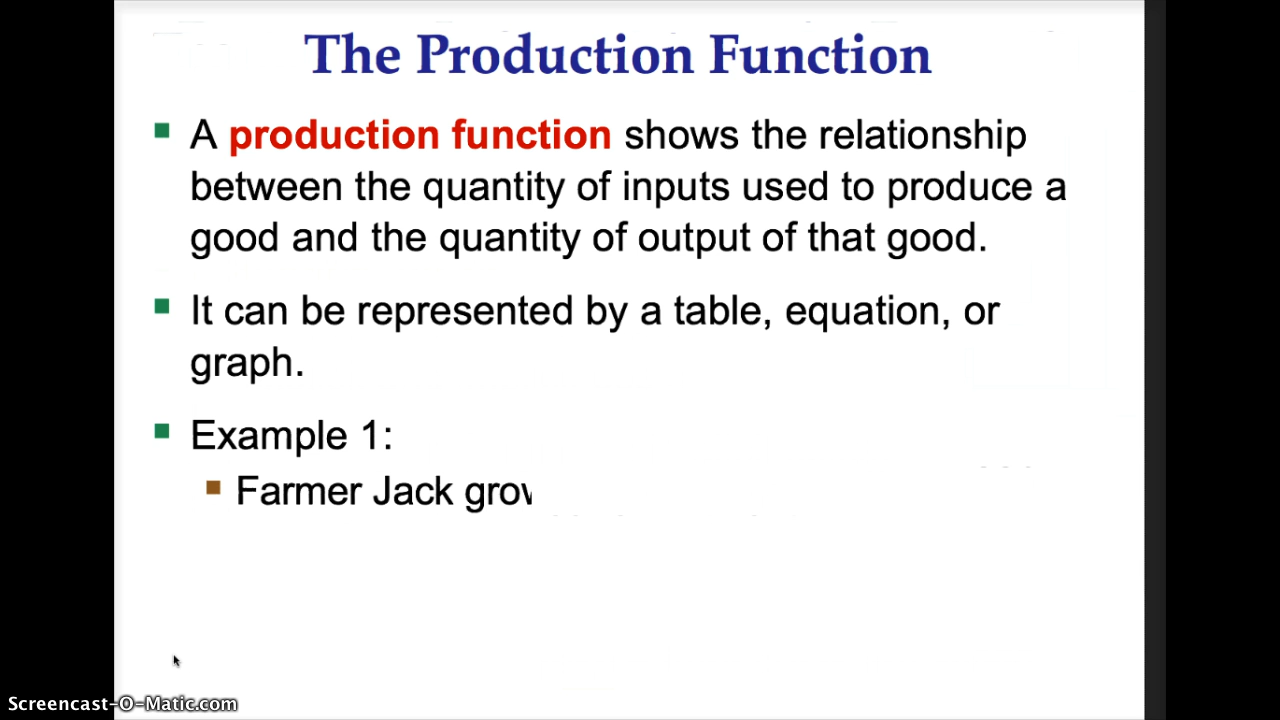 The Production Function
A production function shows the relationship
between the quantity of inputs used to produce a
good and the quantity of output of that good.
It can be represented by a table, equation, or
graph.
Example 1:
Farmer Jack
Screencast-O-Matic.com